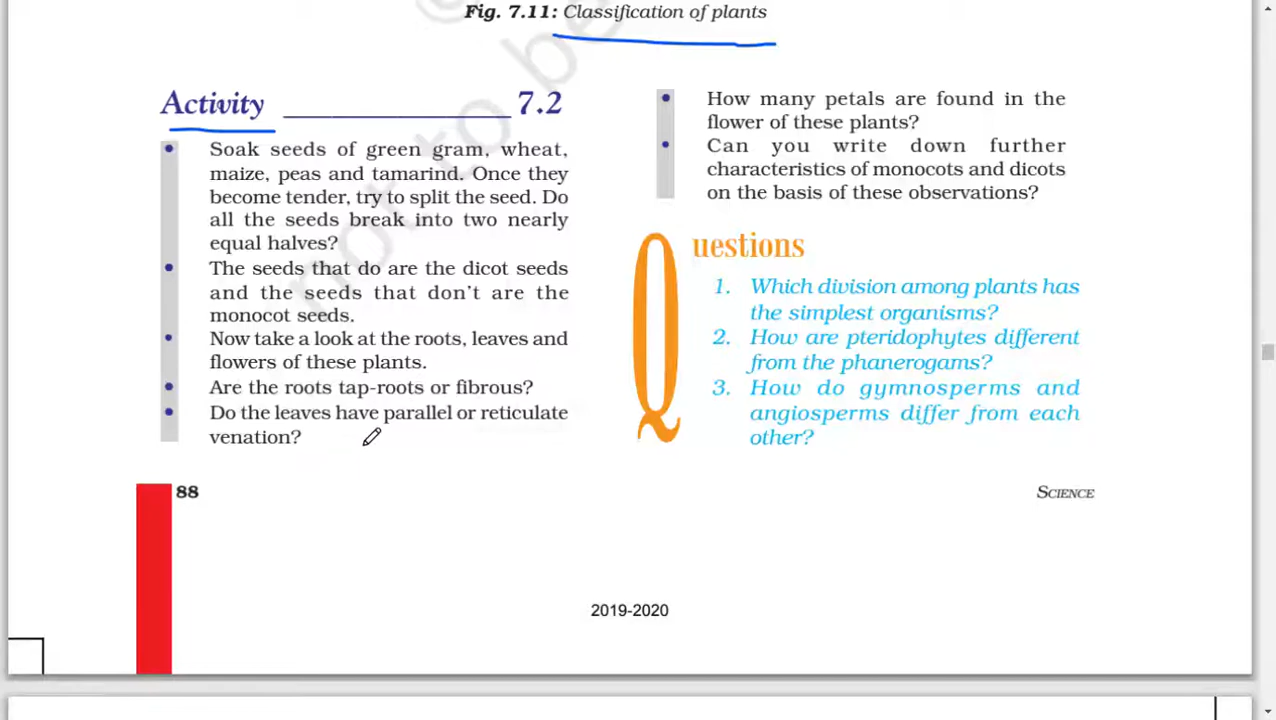 Fig. 7.11: Classification of plants
Activity 7.2
• Soak seeds of green gram, wheat,
maize, peas and tamarind. Once they
become tender, try to split the seed. Do
all the seeds break into two nearly
equal halves?
• The seeds that do are the dicot seeds
and the seeds that don't are the
monocot seeds.
• Now take a look at the roots, leaves and
flowers of these plants.
• Are the roots tap-roots or fibrous?
• Do the leaves have parallel or reticulate
venation?
• How many petals are found in the
flower of these plants?
• Can you write down further
characteristics of monocots and dicots
on the basis of these observations?
Questions
1. Which division among plants has
the simplest organisms?
2. How are pteridophytes different
from the phanerogams?
3. How do gymnosperms and
angiosperms differ from each
other?
88
SCIENCE
2019-2020
not to be